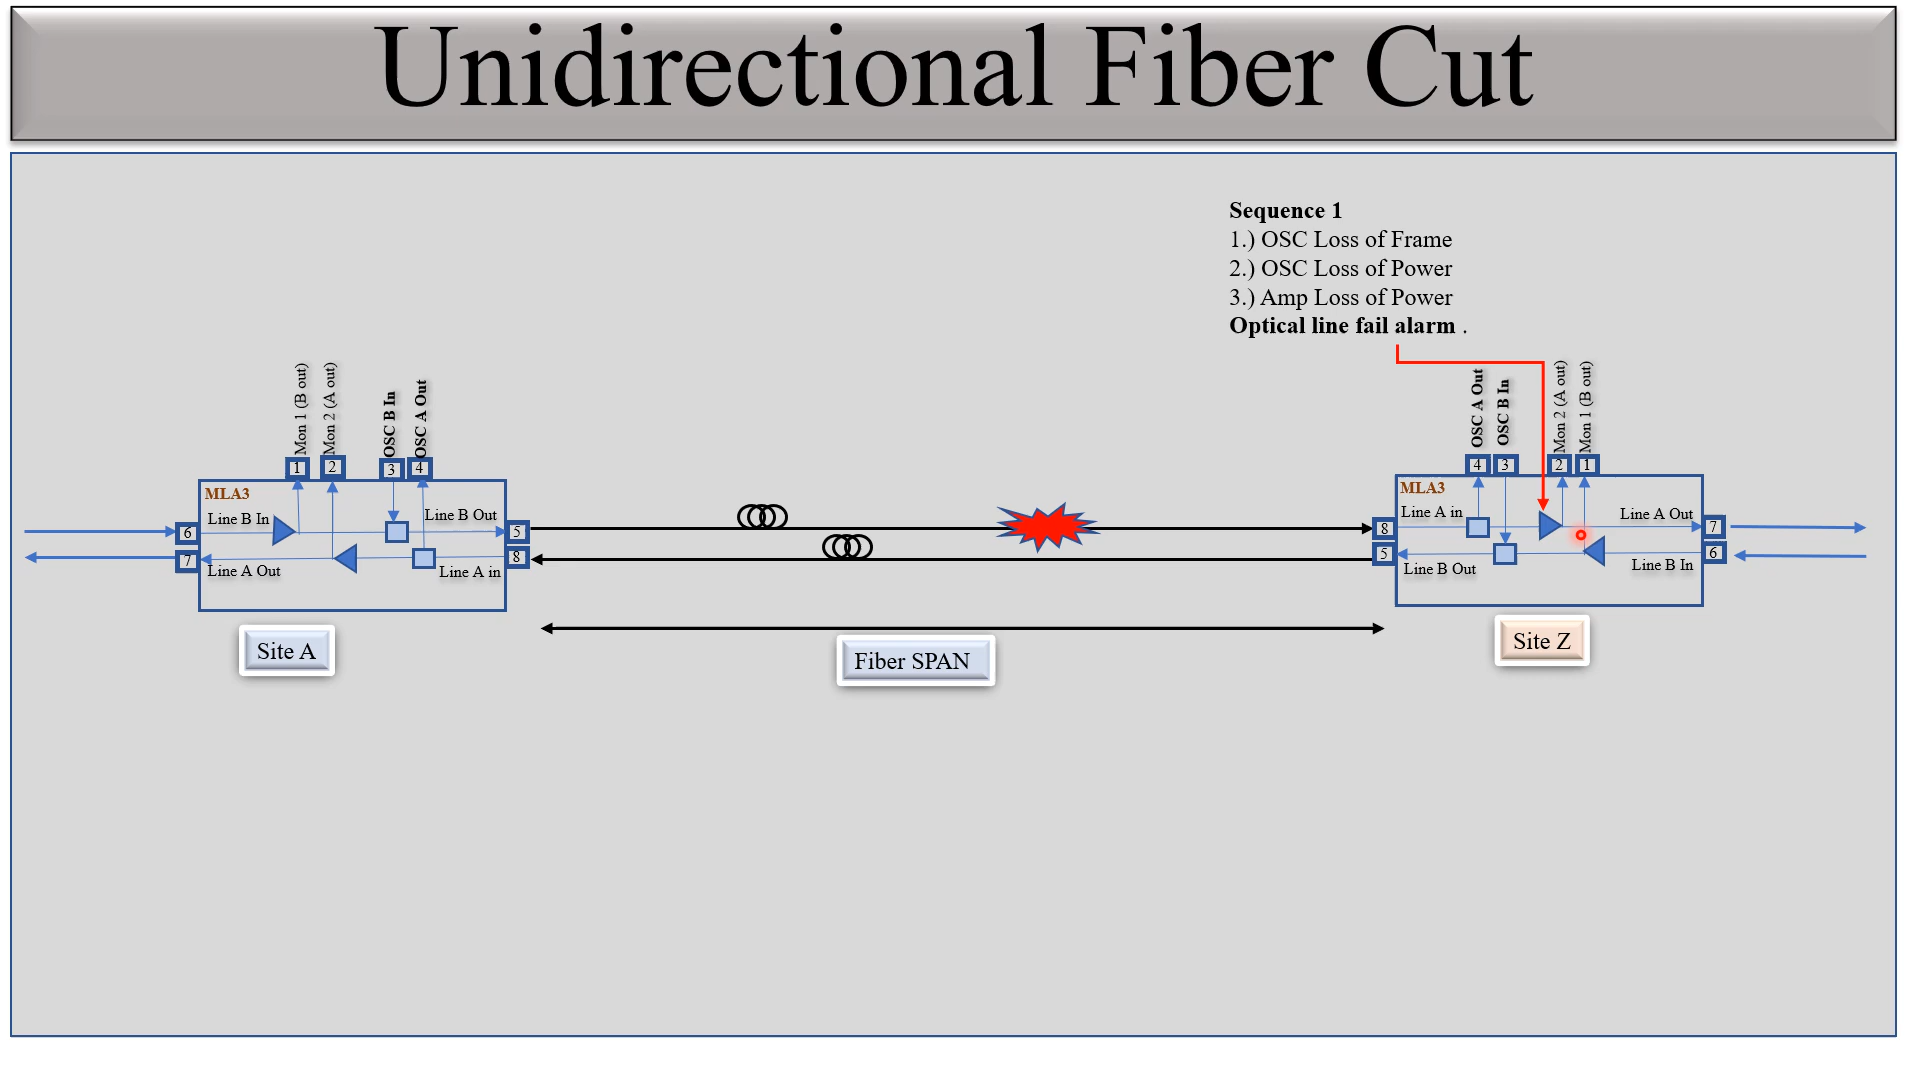 Unidirectional Fiber Cut
Sequence 1
1.) OSC Loss of Frame
2.) OSC Loss of Power
3.) Amp Loss of Power
Optical line fail alarm .
Mon 1 (B out)
Mon 2 (A out)
OSC B In
OSC A Out
1
2
3
4
MLA3
Line B In
Line B Out
6
5
7
8
Line A Out
Line A in
Site A
Fiber SPAN
OSC A Out
OSC B In
Mon 2 (A out)
Mon 1 (B out)
4
3
2
1
MLA3
Line A in
Line A Out
8
7
5
6
Line B Out
Line B In
Site Z